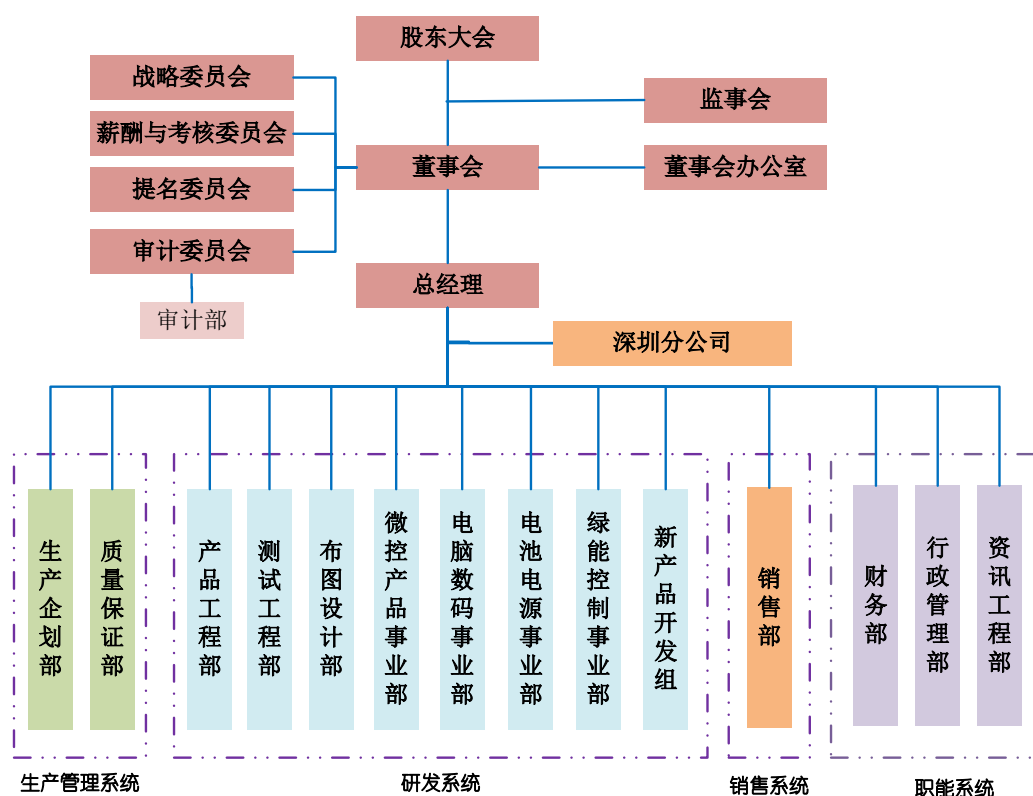 股东大会
战略委员会
监事会
薪酬与考核委员会
董事会
董事会办公室
提名委员会
审计委员会
总经理
审计部
深圳分公司
生产企划部
质量保证部
产品工程部
测试工程部
布图设计部
微控产品事业部
电脑数码事业部
电池电源事业部
绿能控制事业部
新产品开发组
销售部
财务部
行政管理部
资讯工程部
生产管理系统
研发系统
销售系统
职能系统